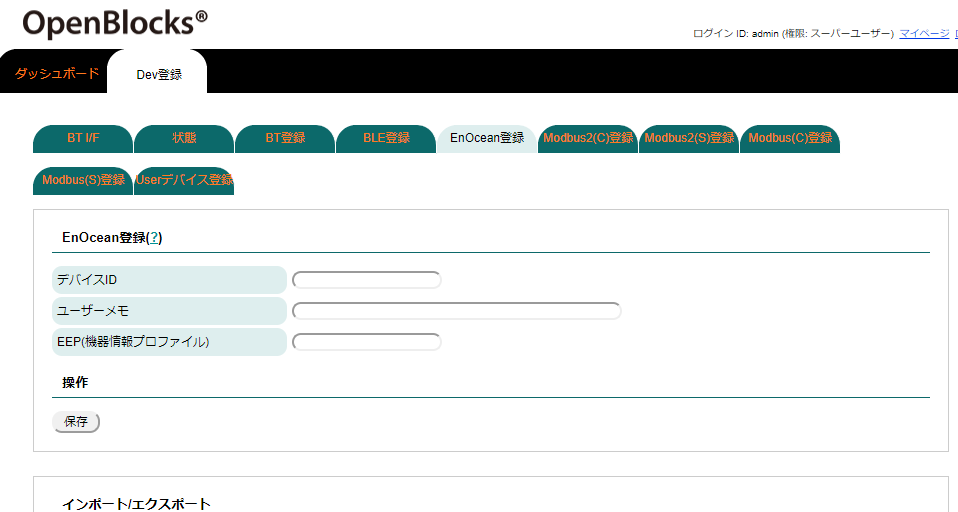 OpenBlocks®
ログイン ID: admin (権限: スーパーユーザー) マイページ
ダッシュボード Dev登録
BT I/F 状態 BT登録 BLE登録 EnOcean登録 Modbus2(C)登録 Modbus2(S)登録 Modbus(C)登録
Modbus(S)登録 Userデバイス登録
EnOcean登録(?)
デバイスID
ユーザーメモ
EEP(機器情報プロファイル)
操作
保存
インポート/エクスポート